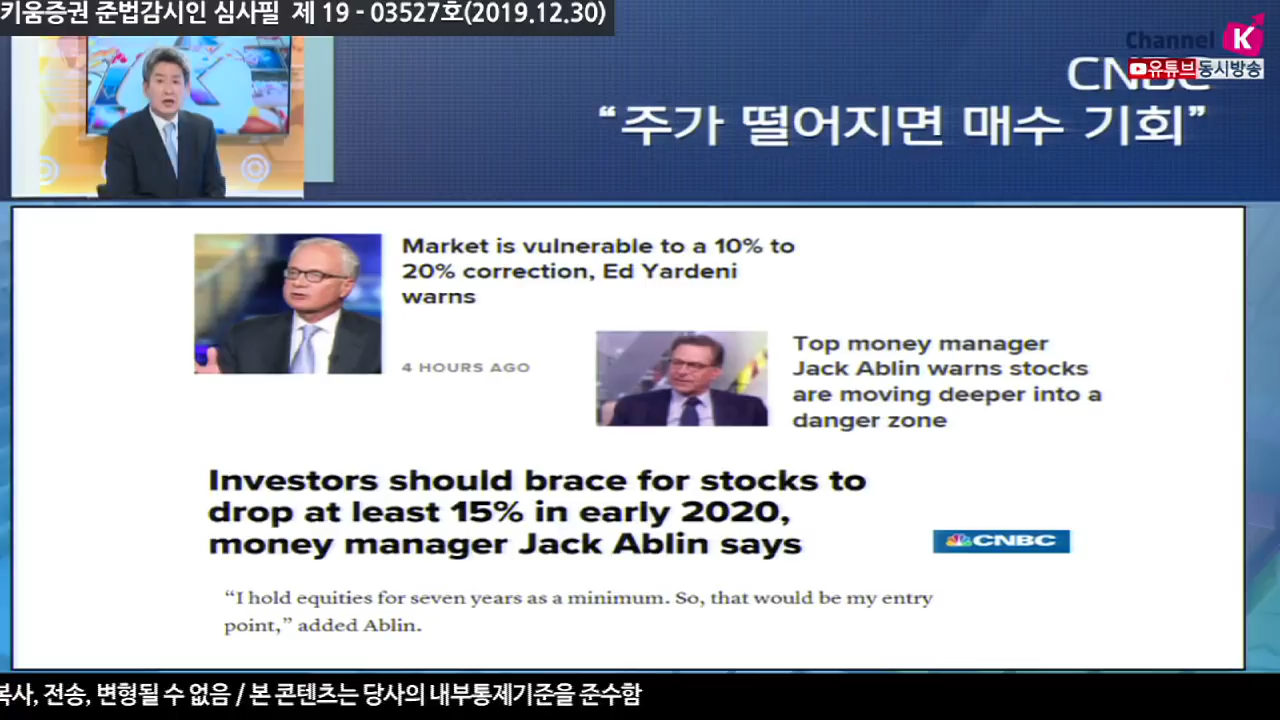 키움증권 준법감시인 심사필 제 19 - 03527호(2019.12.30)
Channel K
유튜브동시방송
CNBC
“주가 떨어지면 매수 기회”
Market is vulnerable to a 10% to
20% correction, Ed Yardeni
warns
4 HOURS AGO
Top money manager
Jack Ablin warns stocks
are moving deeper into a
danger zone
Investors should brace for stocks to
drop at least 15% in early 2020,
money manager Jack Ablin says
CNBC
“I hold equities for seven years as a minimum. So, that would be my entry
point,” added Ablin.
복사, 전송, 변형될 수 없음 / 본 콘텐츠는 당사의 내부통제기준을 준수함